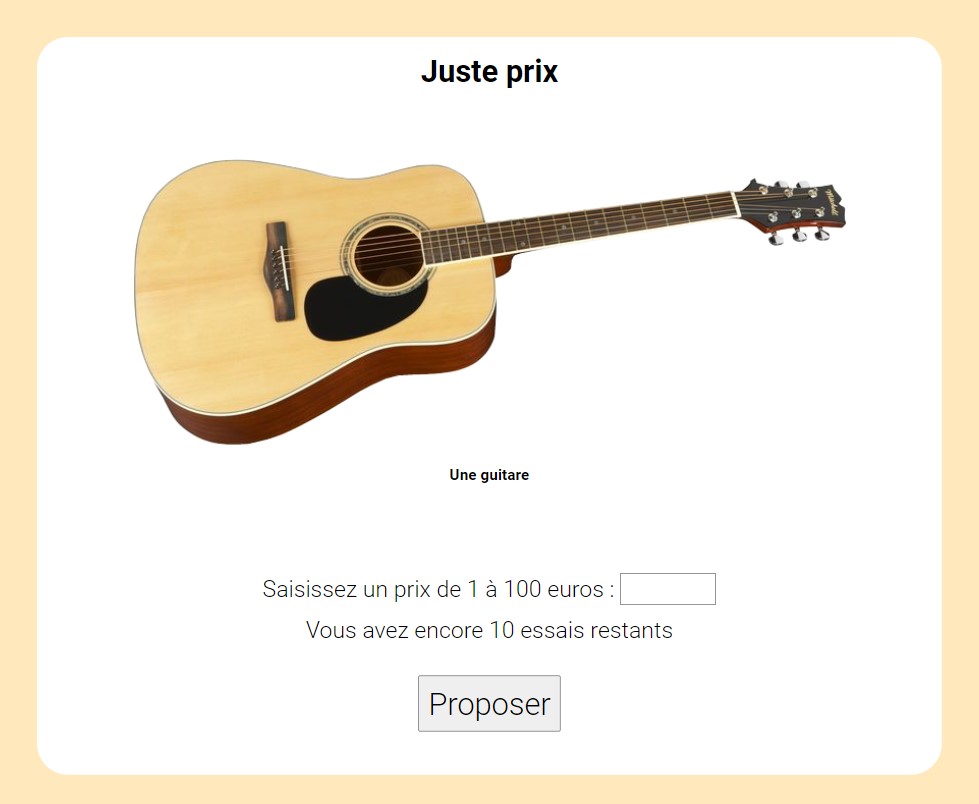 Juste prix
Mitchell
Une guitare
Saisissez un prix de 1 à 100 euros :
Vous avez encore 10 essais restants
Proposer